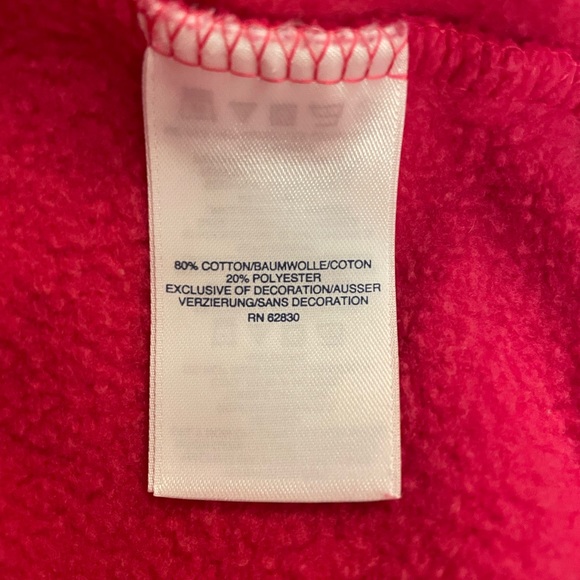 80% COTTON/BAUMWOLLE/COTON
20% POLYESTER
EXCLUSIVE OF DECORATION/AUSSER
VERZIERUNG/SANS DECORATION
RN 62830